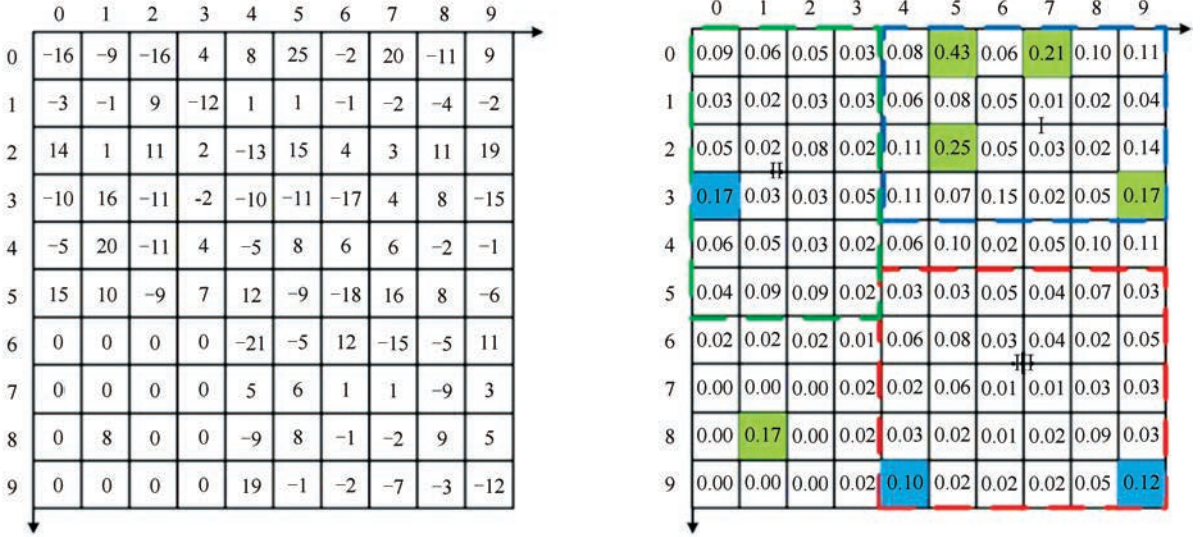 0 1 2 3 4 5 6 7 8 9
0 −16 −9 −16 4 8 25 −2 20 −11 9
1 −3 −1 9 −12 1 1 −1 −2 −4 −2
2 14 1 11 2 −13 15 4 3 11 19
3 −10 16 −11 -2 −10 −11 −17 4 8 −15
4 −5 20 −11 4 −5 8 6 6 −2 −1
5 15 10 −9 7 12 −9 −18 16 8 −6
6 0 0 0 0 −21 −5 12 −15 −5 11
7 0 0 0 0 5 6 1 1 −9 3
8 0 8 0 0 −9 8 −1 −2 9 5
9 0 0 0 0 19 −1 −2 −7 −3 −12
0 1 2 3 4 5 6 7 8 9
0 0.09 0.06 0.05 0.03 0.08 0.43 0.06 0.21 0.10 0.11
1 0.03 0.02 0.03 0.03 0.06 0.08 0.05 0.01 0.02 0.04
I
2 0.05 0.02 0.08 0.02 0.11 0.25 0.05 0.03 0.02 0.14
II
3 0.17 0.03 0.03 0.05 0.11 0.07 0.15 0.02 0.05 0.17
4 0.06 0.05 0.03 0.02 0.06 0.10 0.02 0.05 0.10 0.11
5 0.04 0.09 0.09 0.02 0.03 0.03 0.05 0.04 0.07 0.03
6 0.02 0.02 0.02 0.01 0.06 0.08 0.03 0.04 0.02 0.05
III
7 0.00 0.00 0.00 0.02 0.02 0.06 0.01 0.01 0.03 0.03
8 0.00 0.17 0.00 0.02 0.03 0.02 0.01 0.02 0.09 0.03
9 0.00 0.00 0.00 0.02 0.10 0.02 0.02 0.02 0.05 0.12